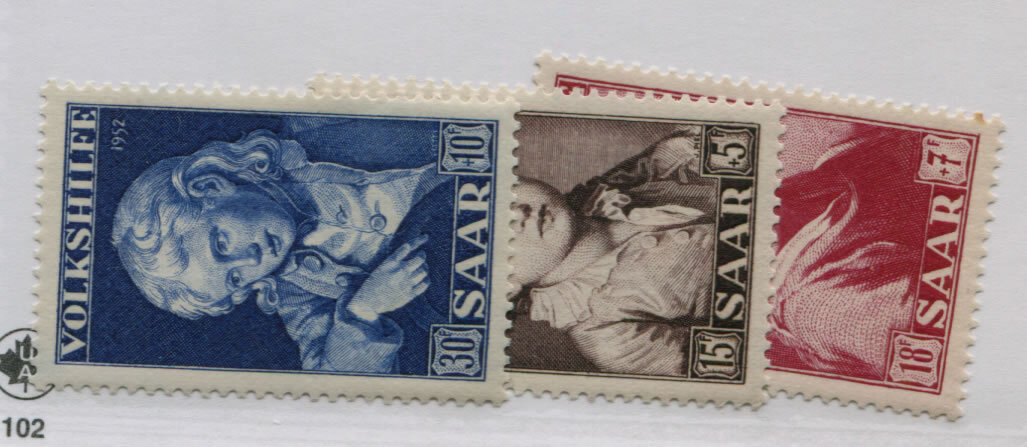 VOLKSHILFE
1952
30F
+10F
SAAR
15F
+5F
SAAR
18F
+7F
SAAR
102